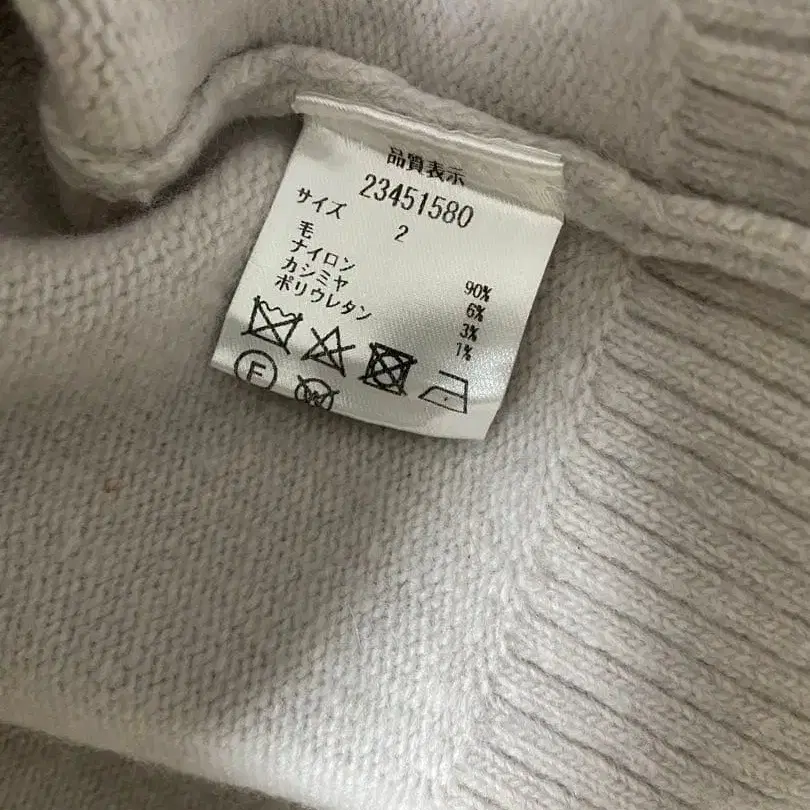 品質表示
23451580
サイズ 2
毛 90%
ナイロン 6%
カシミヤ 3%
ポリウレタン 1%
F W